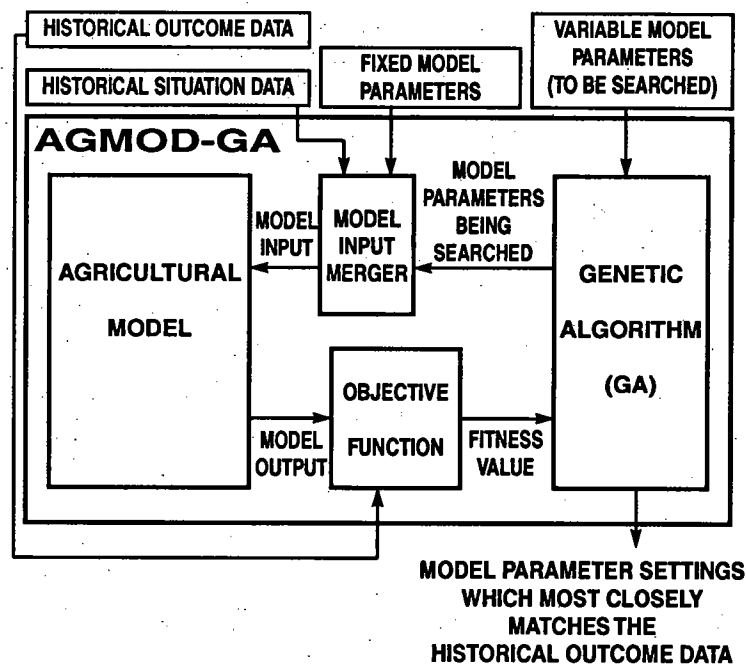 HISTORICAL OUTCOME DATA
HISTORICAL SITUATION DATA
FIXED MODEL
PARAMETERS
VARIABLE MODEL
PARAMETERS
(TO BE SEARCHED)
AGMOD-GA
AGRICULTURAL
MODEL
MODEL
INPUT
MODEL
INPUT
MERGER
MODEL
PARAMETERS
BEING
SEARCHED
GENETIC
ALGORITHM
(GA)
MODEL
OUTPUT
OBJECTIVE
FUNCTION
FITNESS
VALUE
MODEL PARAMETER SETTINGS
WHICH MOST CLOSELY
MATCHES THE
HISTORICAL OUTCOME DATA